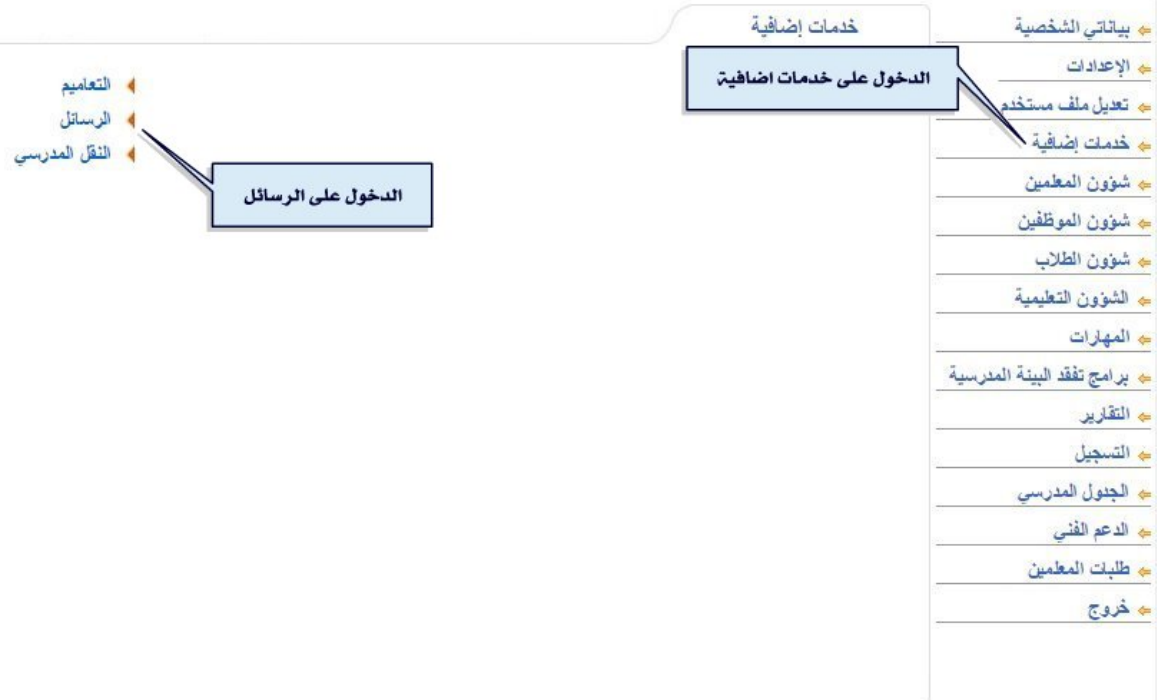 بياناتي الشخصية
الإعدادات
تعديل ملف مستخدم
خدمات إضافية
شؤون المعلمين
شؤون الموظفين
شؤون الطلاب
الشؤون التعليمية
المهارات
برامج تفقد البيئة المدرسية
التقارير
التسجيل
الجدول المدرسي
الدعم الفني
طلبات المعلمين
خروج
خدمات إضافية
الدخول على خدمات اضافية
التعاميم
الرسائل
النقل المدرسي
الدخول على الرسائل